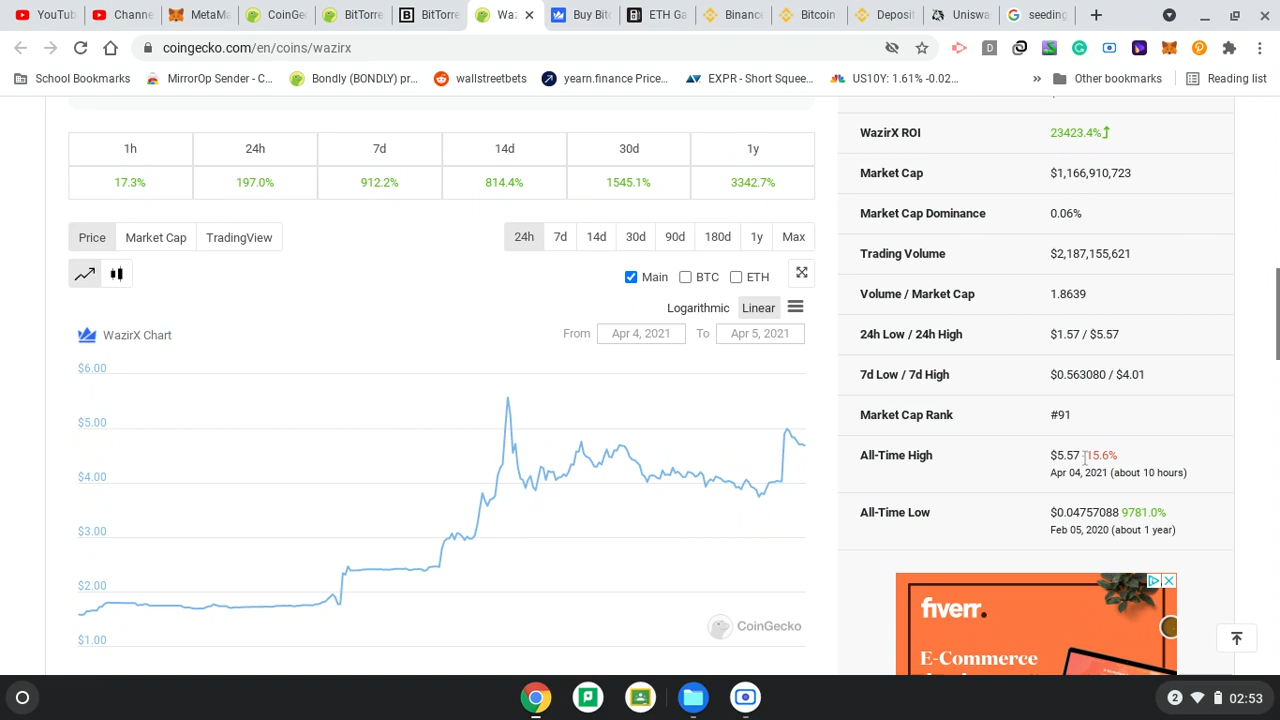 YouTub
Channe
MetaMa
CoinGe
BitTorre
BitTorre
Waz
Buy Bitc
ETH Ga
Binanc
Bitcoin
Deposit
Uniswa
seeding
coingecko.com/en/coins/wazirx
School Bookmarks
MirrorOp Sender - C...
Bondly (BONDLY) pr...
wallstreetbets
yearn.finance Price...
EXPR - Short Squee...
US10Y: 1.61% -0.02...
Other bookmarks
Reading list
1h 24h 7d 14d 30d 1y
17.3% 197.0% 912.2% 814.4% 1545.1% 3342.7%
Price Market Cap TradingView
24h 7d 14d 30d 90d 180d 1y Max
Main BTC ETH
Logarithmic Linear
WazirX Chart
From Apr 4, 2021 To Apr 5, 2021
$6.00
$5.00
$4.00
$3.00
$2.00
$1.00
CoinGecko
WazirX ROI 23423.4%
Market Cap $1,166,910,723
Market Cap Dominance 0.06%
Trading Volume $2,187,155,621
Volume / Market Cap 1.8639
24h Low / 24h High $1.57 / $5.57
7d Low / 7d High $0.563080 / $4.01
Market Cap Rank #91
All-Time High $5.57 15.6%
Apr 04, 2021 (about 10 hours)
All-Time Low $0.04757088 9781.0%
Feb 05, 2020 (about 1 year)
fiverr.
E-Commerce
2 02:53